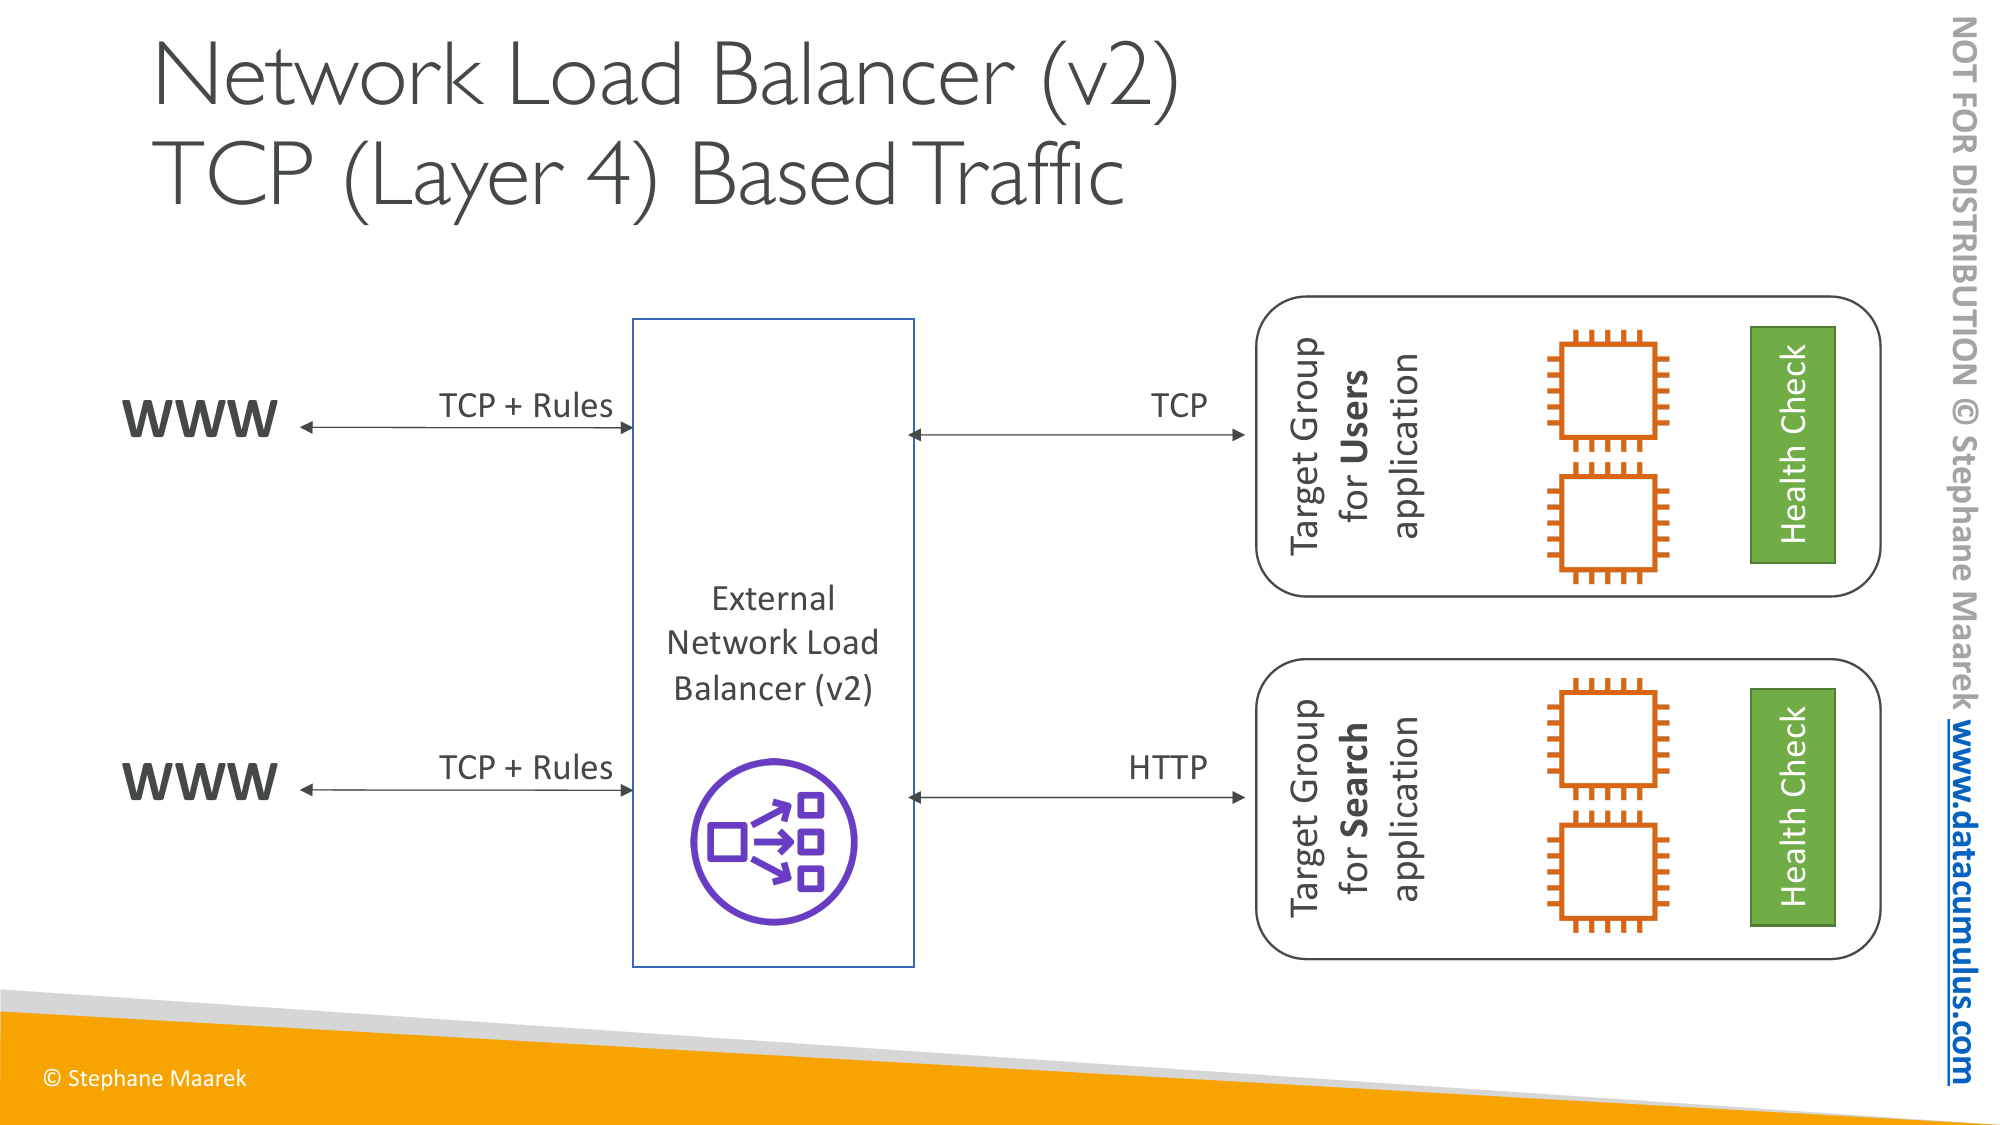 Network Load Balancer (v2)
TCP (Layer 4) Based Traffic
WWW
TCP + Rules
TCP
Target Group
for Users
application
Health Check
External
Network Load
Balancer (v2)
WWW
TCP + Rules
HTTP
Target Group
for Search
application
Health Check
© Stephane Maarek
NOT FOR DISTRIBUTION © Stephane Maarek www.datacumulus.com